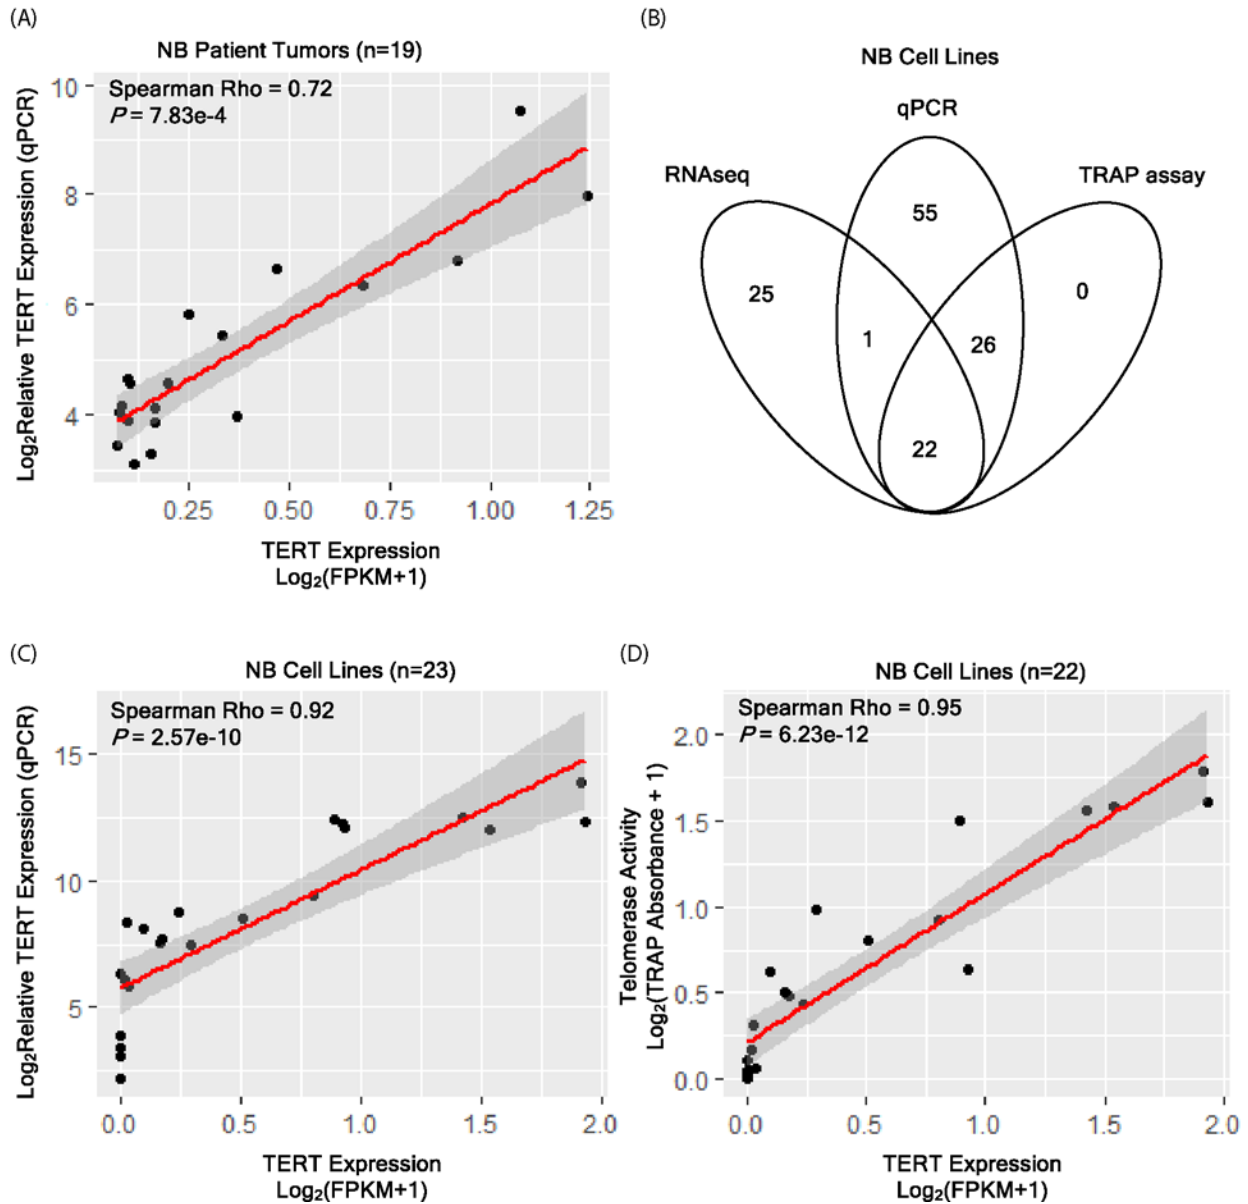 (A)
NB Patient Tumors (n=19)
Spearman Rho = 0.72
P = 7.83e-4
Log₂Relative TERT Expression (qPCR)
10
8
6
4
0.25 0.50 0.75 1.00 1.25
TERT Expression
Log₂(FPKM+1)
(B)
NB Cell Lines
qPCR
RNAseq TRAP assay
55
25 0
1 26
22
(C)
NB Cell Lines (n=23)
Spearman Rho = 0.92
P = 2.57e-10
Log₂Relative TERT Expression (qPCR)
15
10
5
0.0 0.5 1.0 1.5 2.0
TERT Expression
Log₂(FPKM+1)
(D)
NB Cell Lines (n=22)
Spearman Rho = 0.95
P = 6.23e-12
Telomerase Activity
Log₂(TRAP Absorbance + 1)
2.0
1.5
1.0
0.5
0.0
0.0 0.5 1.0 1.5 2.0
TERT Expression
Log₂(FPKM+1)